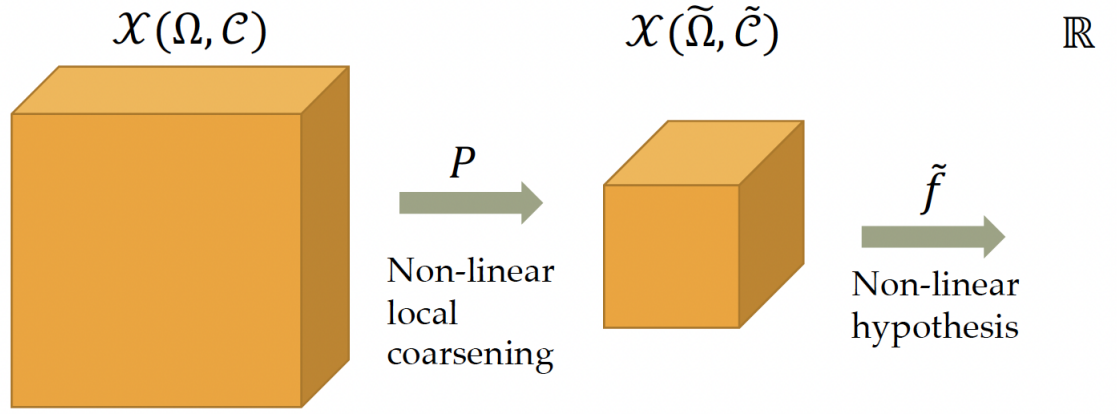 𝒳(Ω, 𝒞)
𝒳(Ω̃, 𝒞̃)
ℝ
P
Non-linear
local
coarsening
f̃
Non-linear
hypothesis